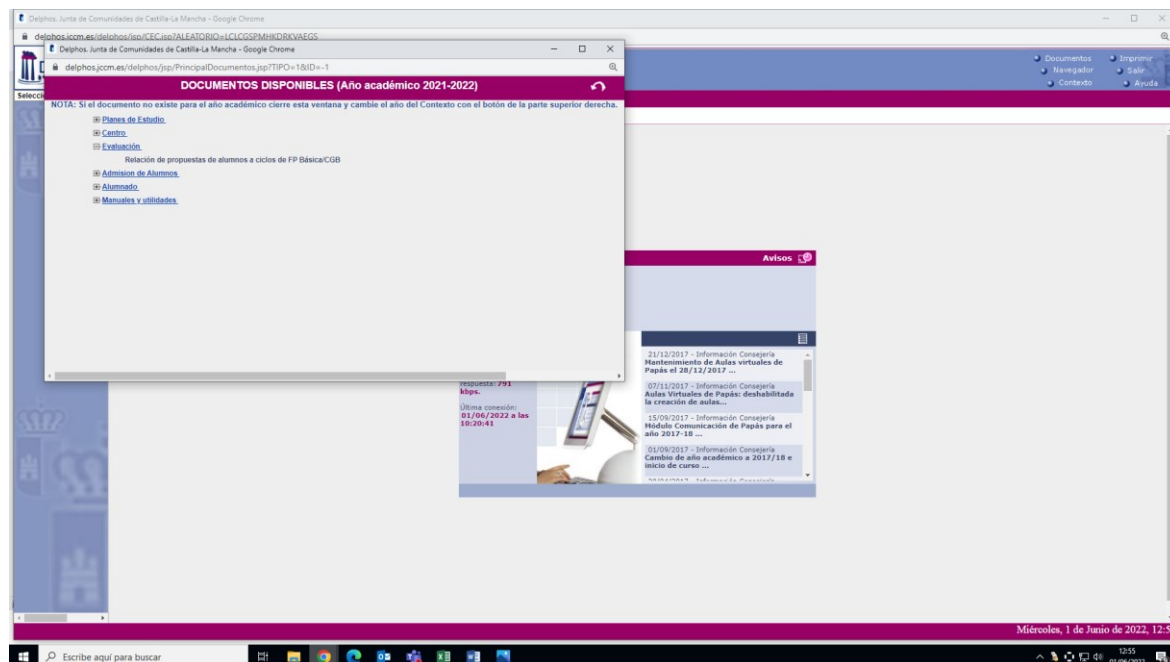 Delphos. Junta de Comunidades de Castilla-La Mancha - Google Chrome
delphos.jccm.es/delphos/jsp/CEC.jsp?ALEATORIO=LCLCGSPMHKDRKVAEGS
Delphos. Junta de Comunidades de Castilla-La Mancha - Google Chrome
delphos.jccm.es/delphos/jsp/PrincipalDocumentos.jsp?TIPO=1&ID=-1
DOCUMENTOS DISPONIBLES (Año académico 2021-2022)
NOTA: Si el documento no existe para el año académico cierre esta ventana y cambie el año del Contexto con el botón de la parte superior derecha.
Planes de Estudio
Centro
Evaluación
Relación de propuestas de alumnos a ciclos de FP Básica/CGB
Admision de Alumnos
Alumnado
Manuales y utilidades
Documentos
Imprimir
Navegador
Salir
Contexto
Ayuda
Avisos
respuesta: 791
kbps.
Última conexión:
01/06/2022 a las
10:20:41
21/12/2017 - Información Consejería
Mantenimiento de Aulas virtuales de
Papás el 28/12/2017 ...
07/11/2017 - Información Consejería
Aulas Virtuales de Papás: deshabilitada
la creación de aulas...
15/09/2017 - Información Consejería
Módulo Comunicación de Papás para el
año 2017-18 ...
01/09/2017 - Información Consejería
Cambio de año académico a 2017/18 e
inicio de curso ...
Miércoles, 1 de Junio de 2022, 12:5
Escribe aquí para buscar
12:55
01/06/2022